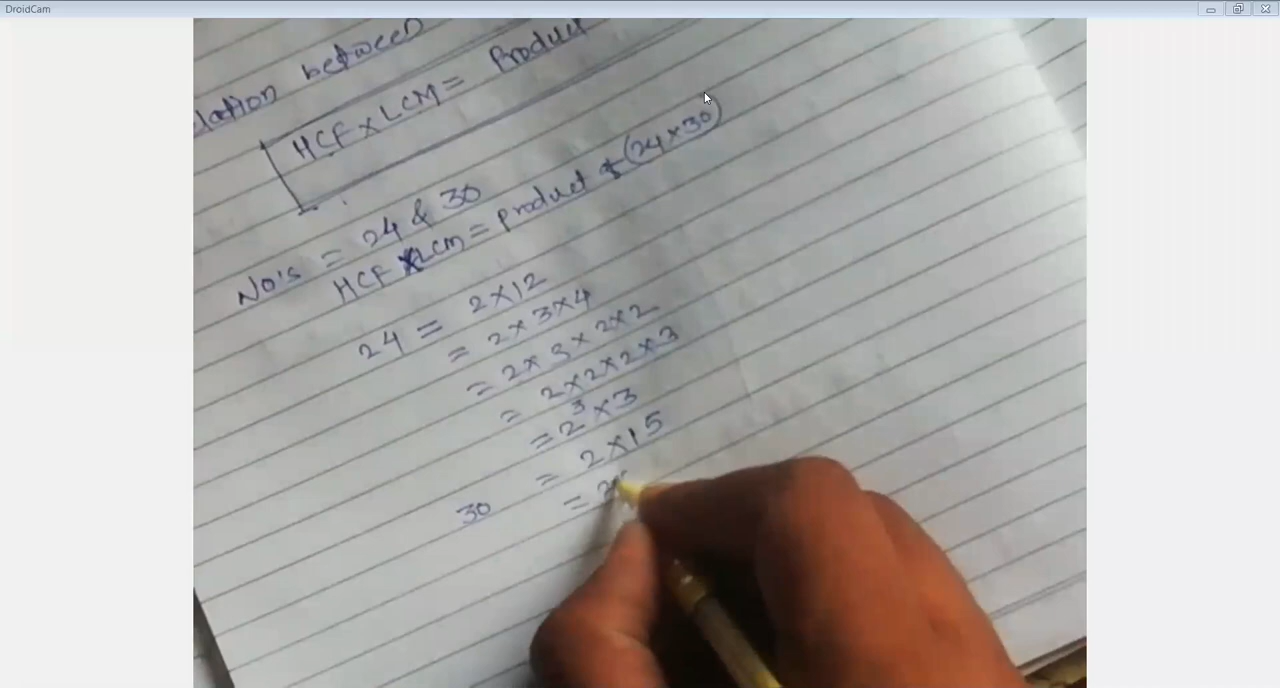 DroidCam
lation between
HCF x LCM = Product
No's = 24 & 30
HCF x LCM = product (24 x 30)
24 = 2 x 12
= 2 x 3 x 4
= 2 x 3 x 2 x 2
= 2 x 2 x 2 x 3
= 2³ x 3
30 = 2 x 15
= 2